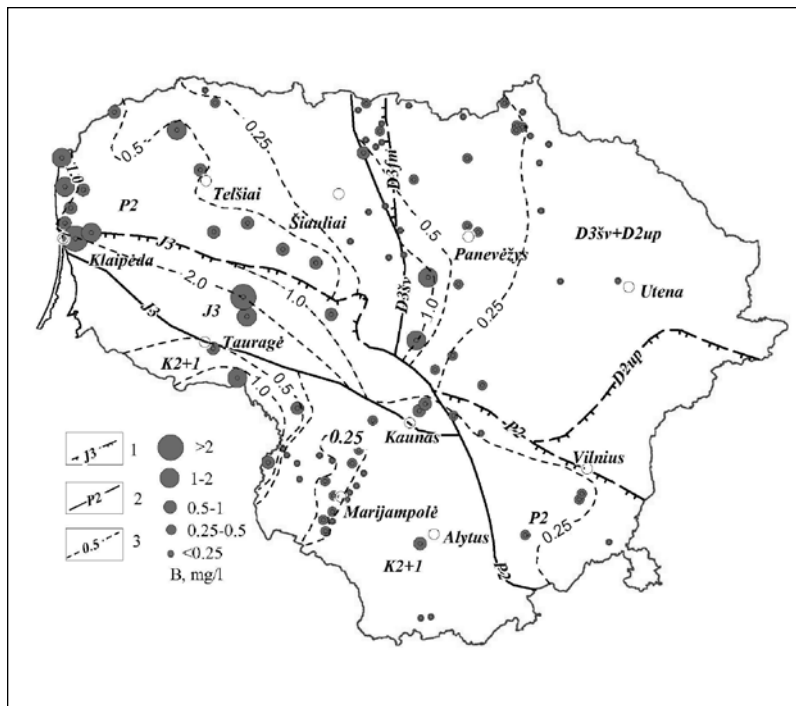 0.25
0.5
1.0
D3fm
Telšiai
P2
Šiauliai
0.5
D3šv+D2up
Panevėžys
J3
Klaipėda
2.0
1.0
D3šv
1.0
0.25
Utena
J3
J3
Tauragė
K2+1
0.5
1.0
D2up
P2
Kaunas
0.25
Vilnius
J3 1 >2
1-2
P2 2 0.5-1
0.25-0.5
0.5 3 <0.25
B, mg/l
Marijampolė
P2
0.25
Alytus
K2+1
P2